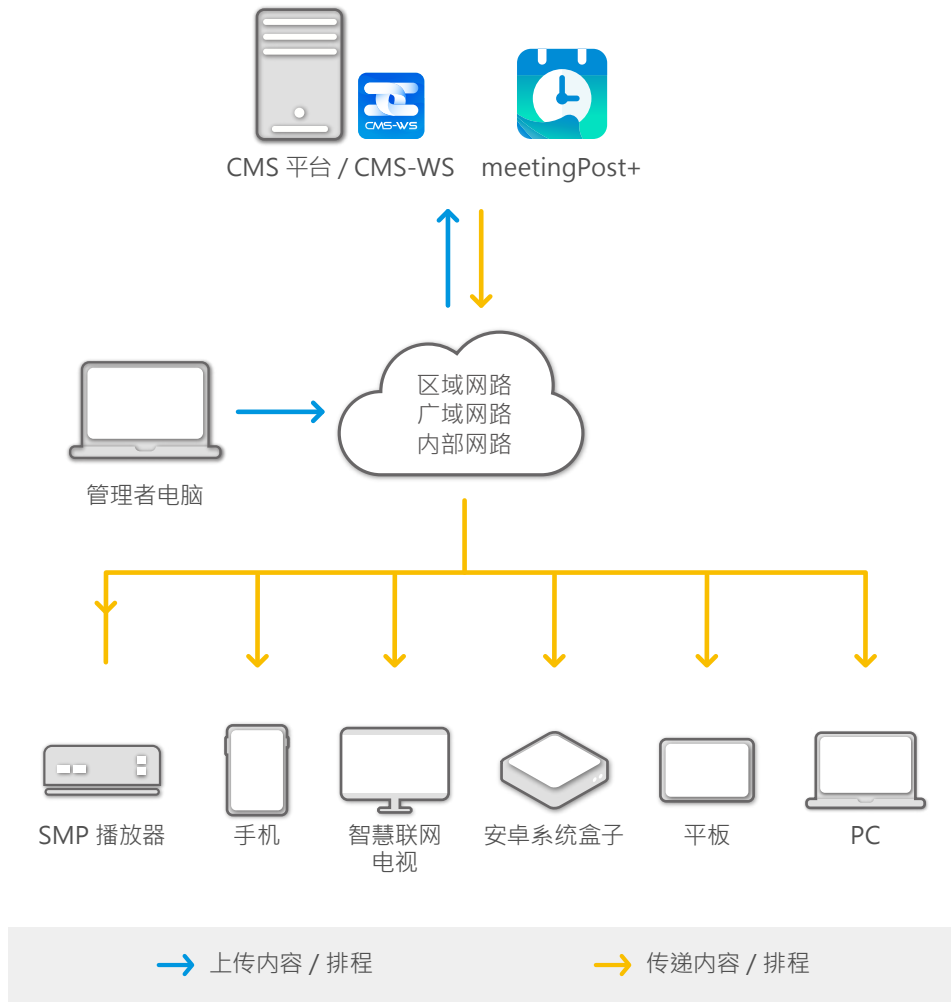 CMS-WS
CMS 平台 / CMS-WS
meetingPost+
区域网路
广域网路
内部网路
管理者电脑
SMP 播放器
手机
智慧联网
电视
安卓系统盒子
平板
PC
上传内容 / 排程
传递内容 / 排程